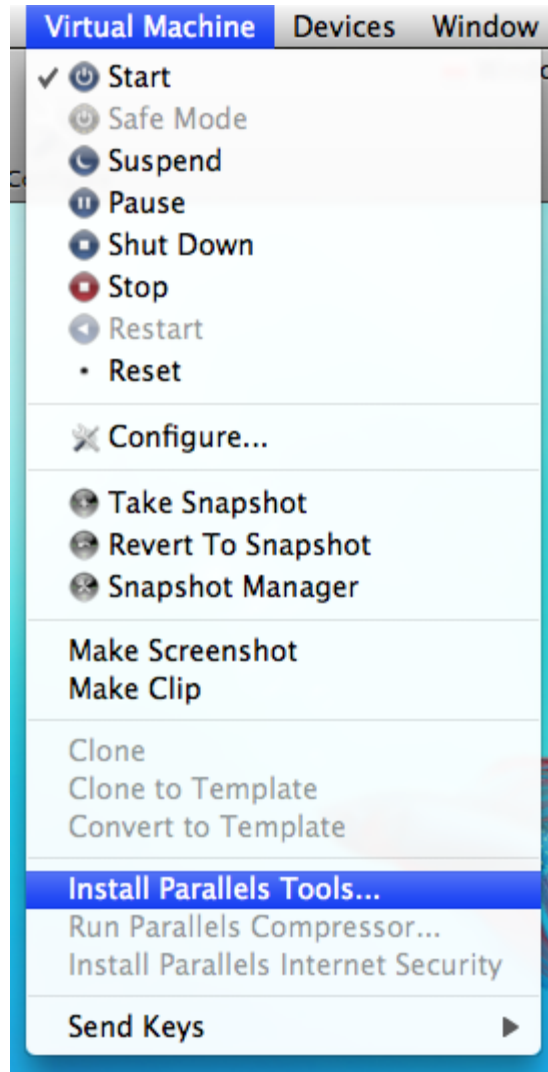 Virtual Machine Devices Window
Start
Safe Mode
Suspend
Pause
Shut Down
Stop
Restart
Reset
Configure...
Take Snapshot
Revert To Snapshot
Snapshot Manager
Make Screenshot
Make Clip
Clone
Clone to Template
Convert to Template
Install Parallels Tools...
Run Parallels Compressor...
Install Parallels Internet Security
Send Keys